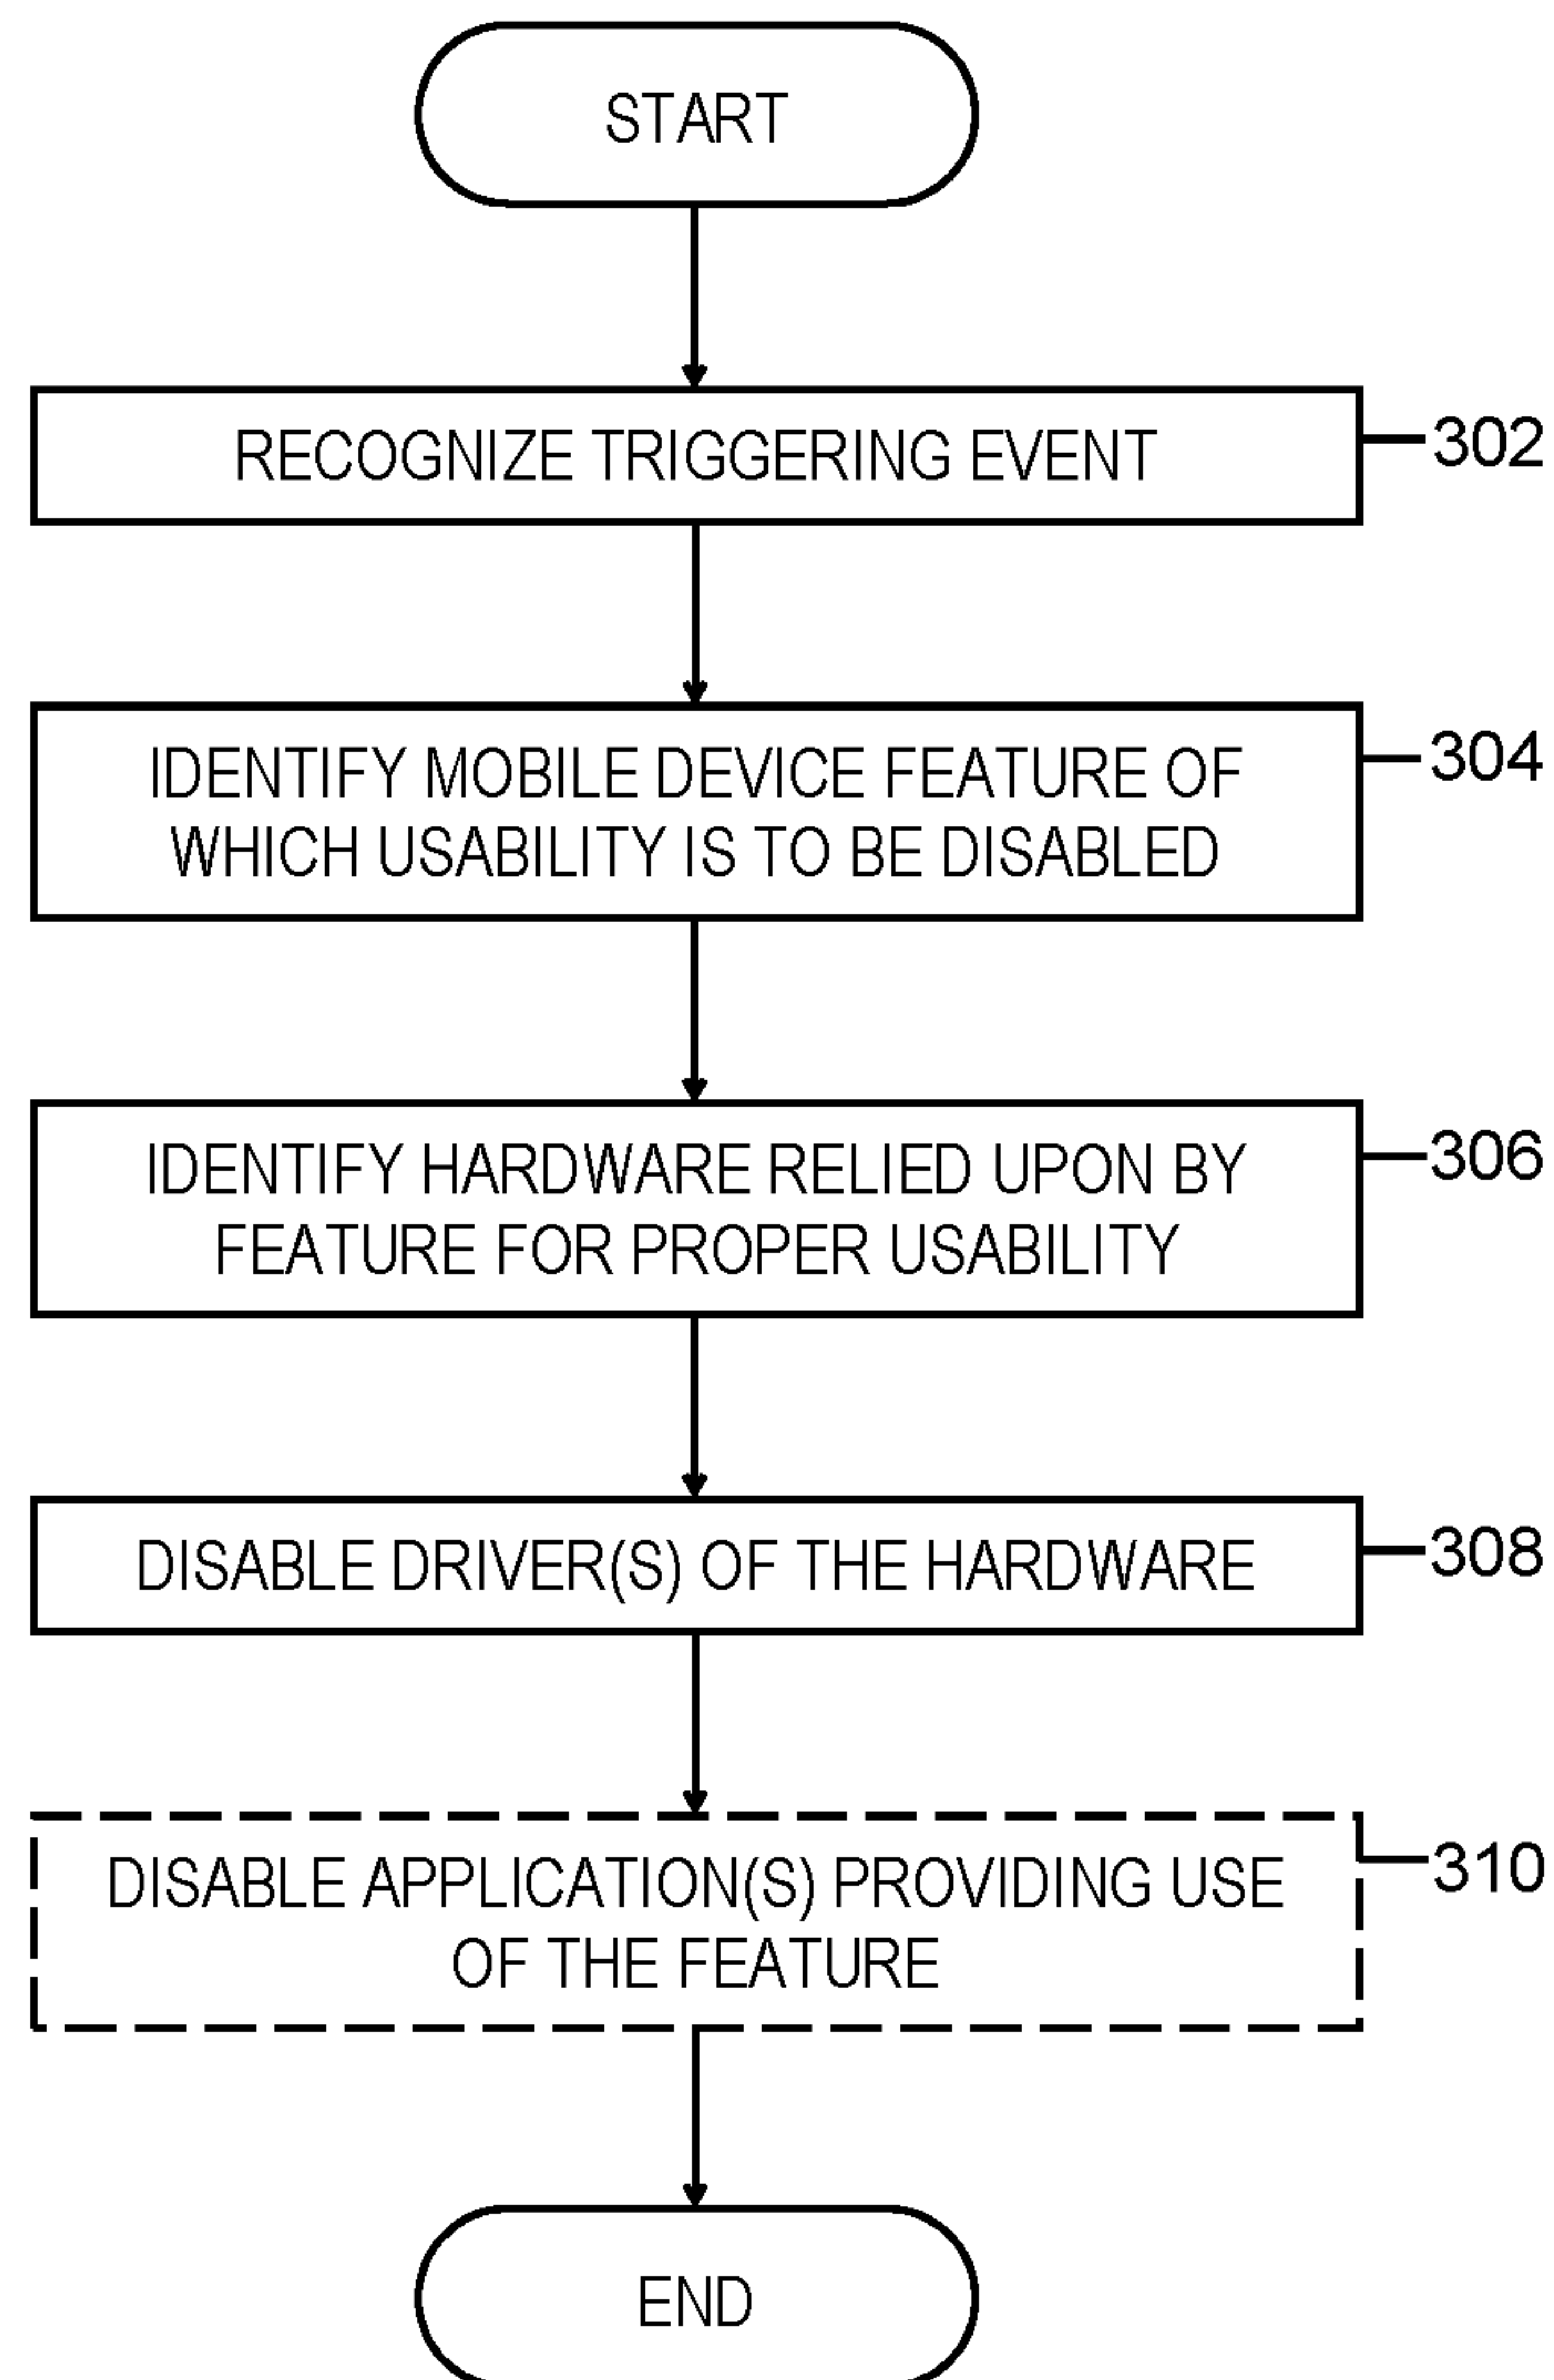 START
RECOGNIZE TRIGGERING EVENT
302
IDENTIFY MOBILE DEVICE FEATURE OF
WHICH USABILITY IS TO BE DISABLED
304
IDENTIFY HARDWARE RELIED UPON BY
FEATURE FOR PROPER USABILITY
306
DISABLE DRIVER(S) OF THE HARDWARE
308
DISABLE APPLICATION(S) PROVIDING USE
OF THE FEATURE
310
END